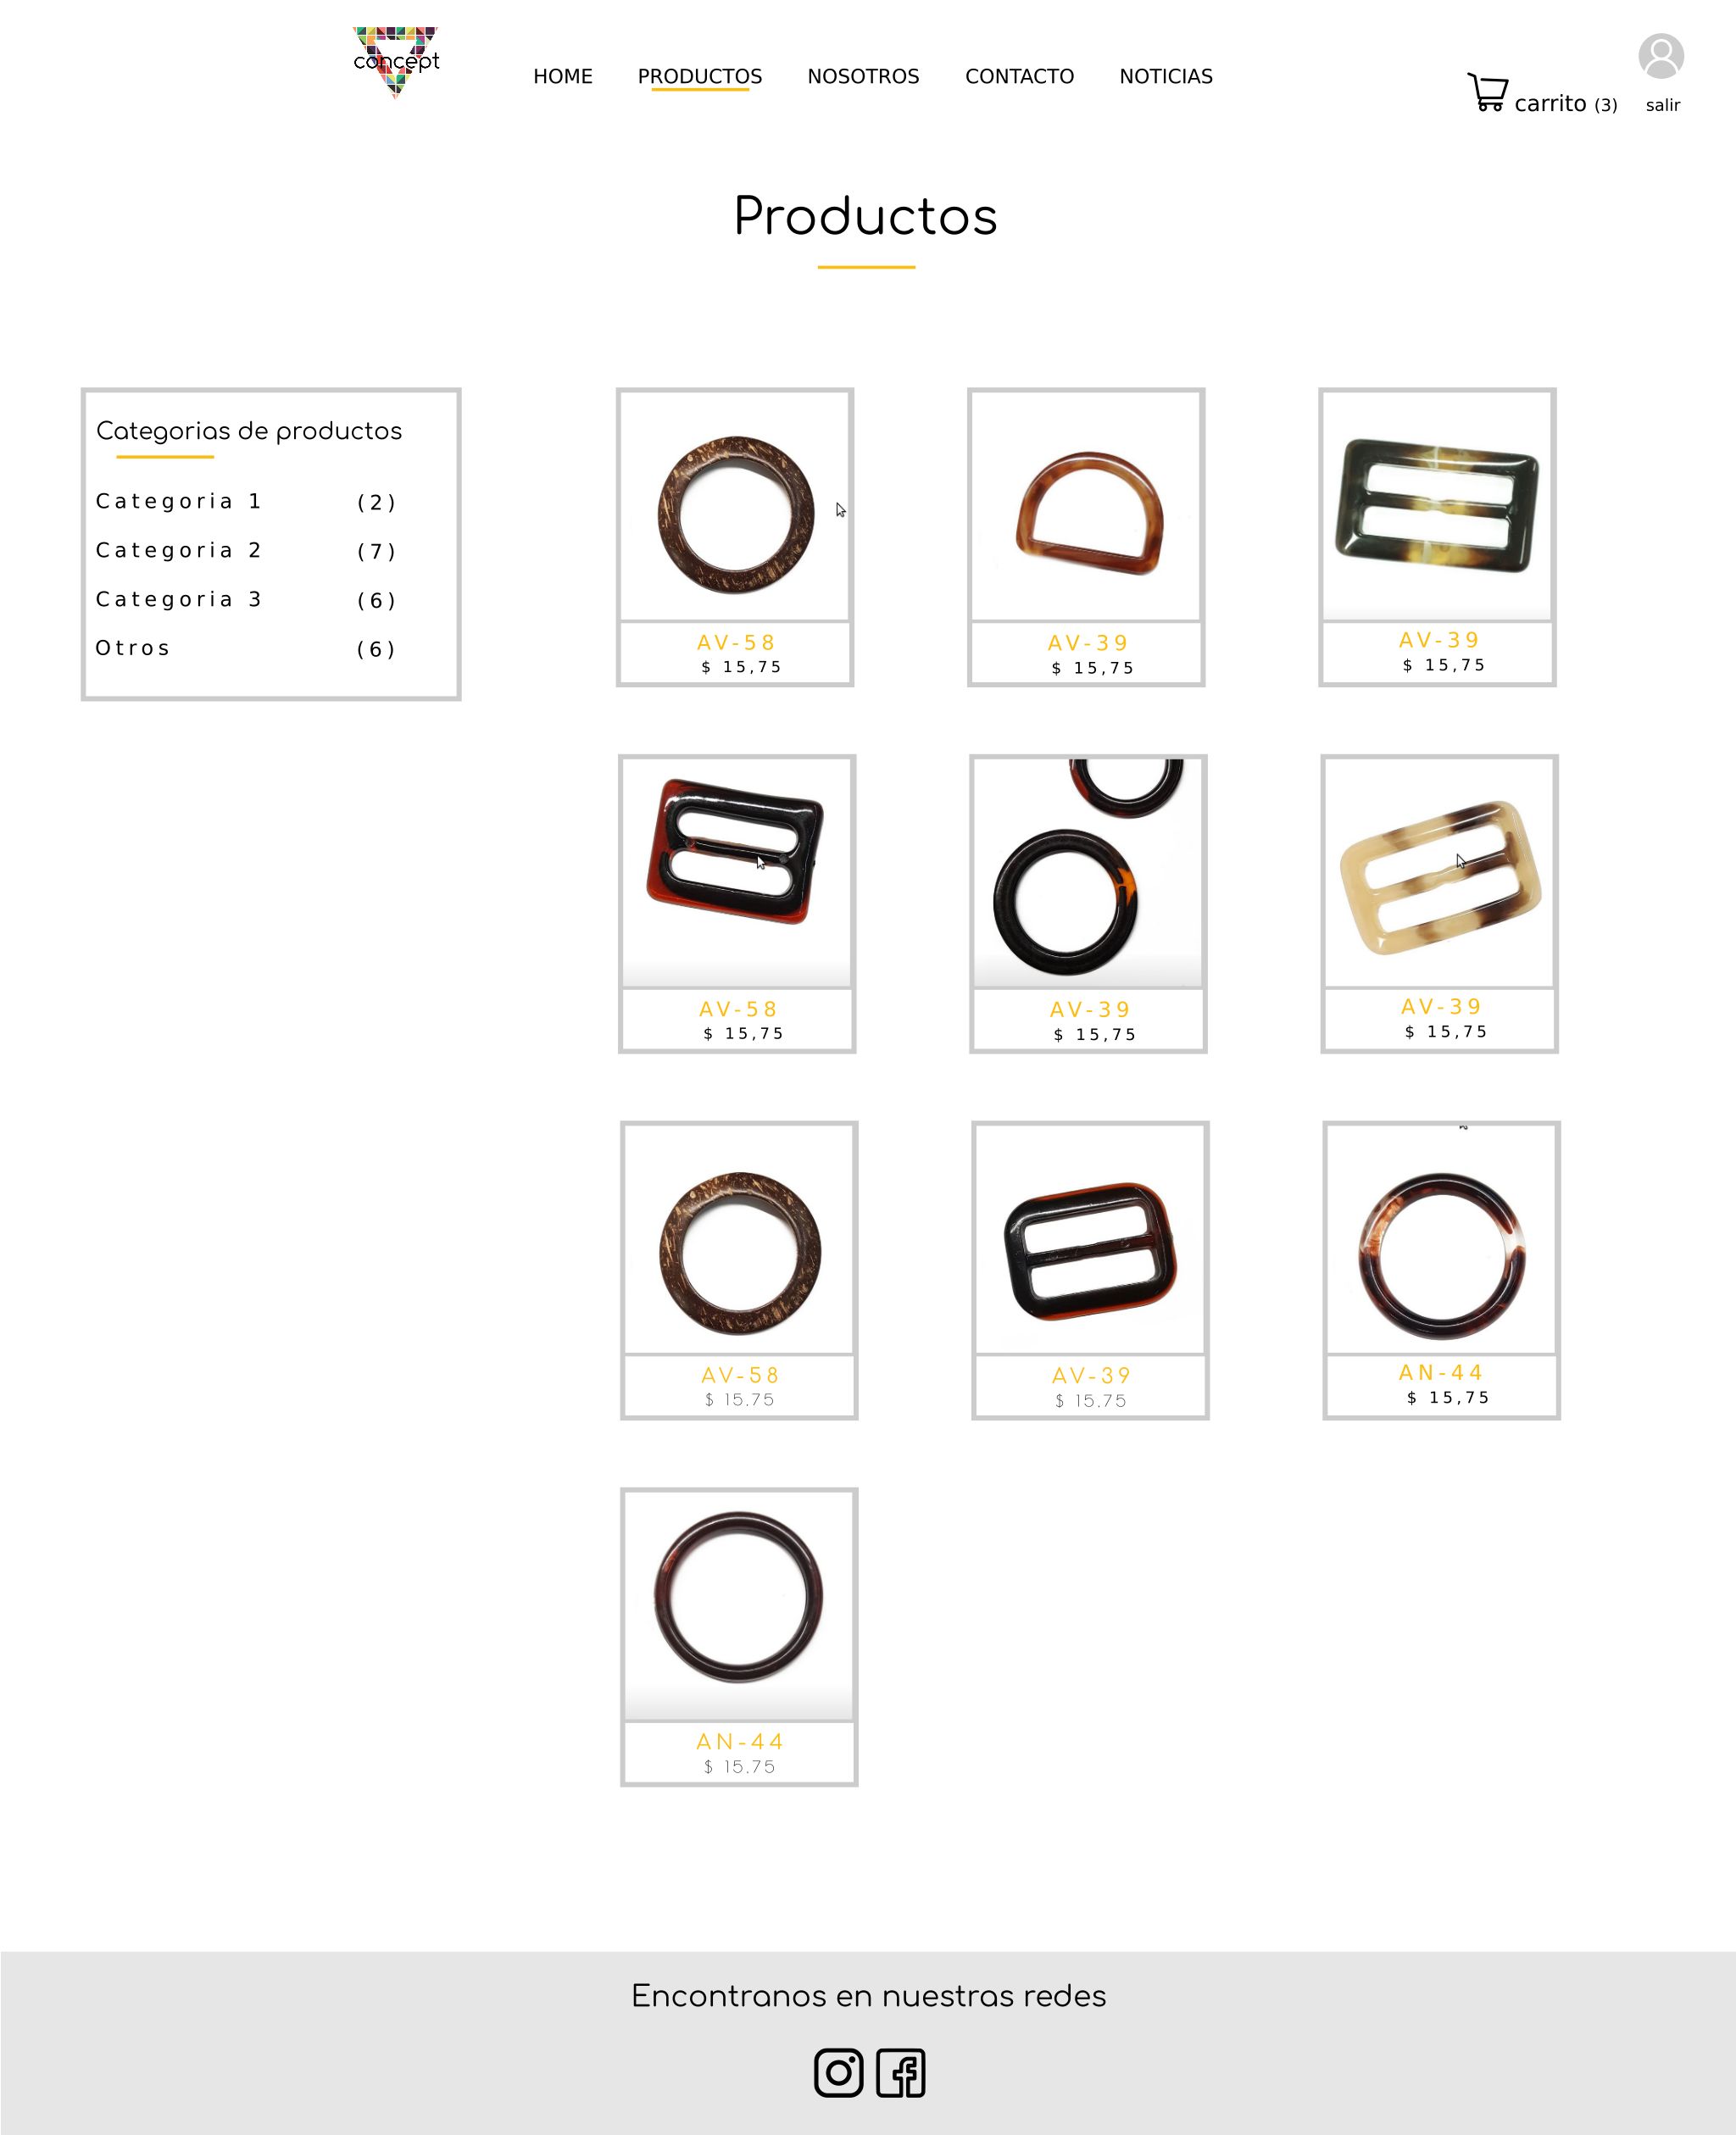 concept
HOME PRODUCTOS NOSOTROS CONTACTO NOTICIAS
carrito (3) salir
Productos
Categorias de productos
Categoria 1 (2)
Categoria 2 (7)
Categoria 3 (6)
Otros (6)
AV-58 AV-39 AV-39
$ 15,75 $ 15,75 $ 15,75
AV-58 AV-39 AV-39
$ 15,75 $ 15,75 $ 15,75
AV-58 AV-39 AN-44
$ 15.75 $ 15.75 $ 15,75
AN-44
$ 15.75
Encontranos en nuestras redes